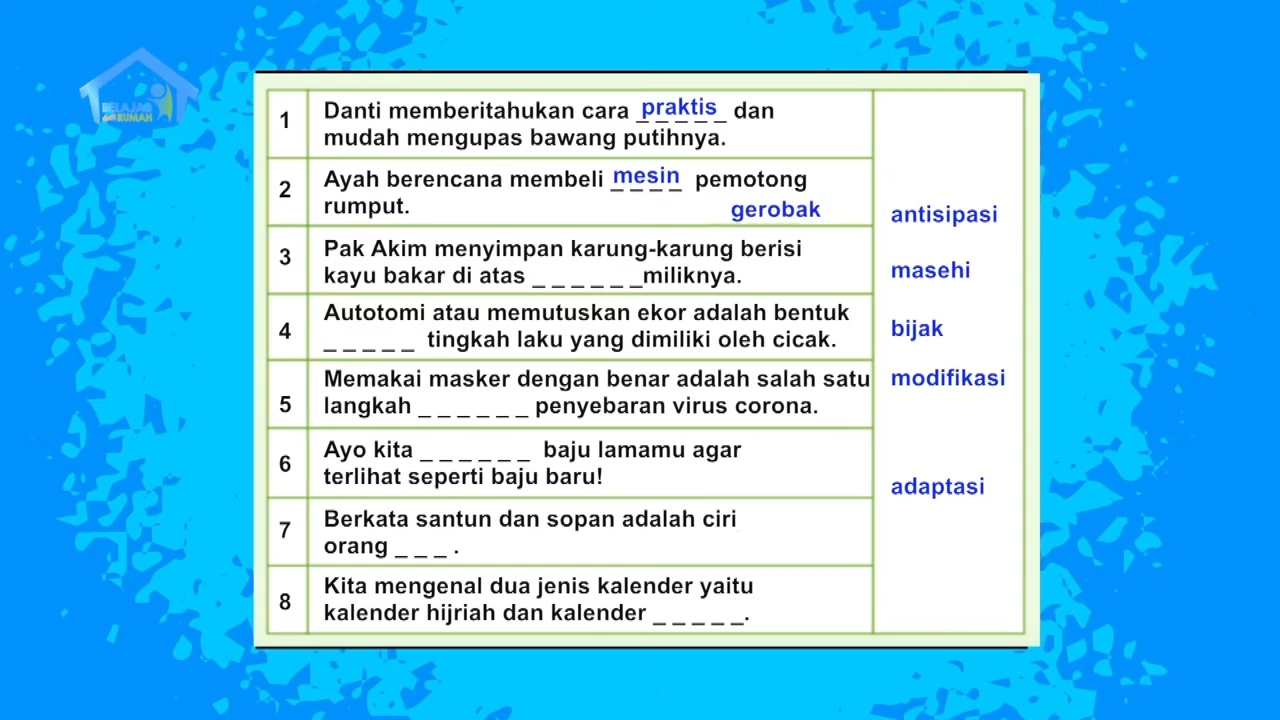 BELAJAR
dari RUMAH
1 Danti memberitahukan cara praktis dan
mudah mengupas bawang putihnya.
2 Ayah berencana membeli mesin pemotong
rumput.
gerobak
3 Pak Akim menyimpan karung-karung berisi
kayu bakar di atas _ _ _ _ _ _miliknya.
4 Autotomi atau memutuskan ekor adalah bentuk
_ _ _ _ _ tingkah laku yang dimiliki oleh cicak.
5 Memakai masker dengan benar adalah salah satu
langkah _ _ _ _ _ _ penyebaran virus corona.
6 Ayo kita _ _ _ _ _ _ baju lamamu agar
terlihat seperti baju baru!
7 Berkata santun dan sopan adalah ciri
orang _ _ _ .
8 Kita mengenal dua jenis kalender yaitu
kalender hijriah dan kalender _ _ _ _ _.
antisipasi
masehi
bijak
modifikasi
adaptasi